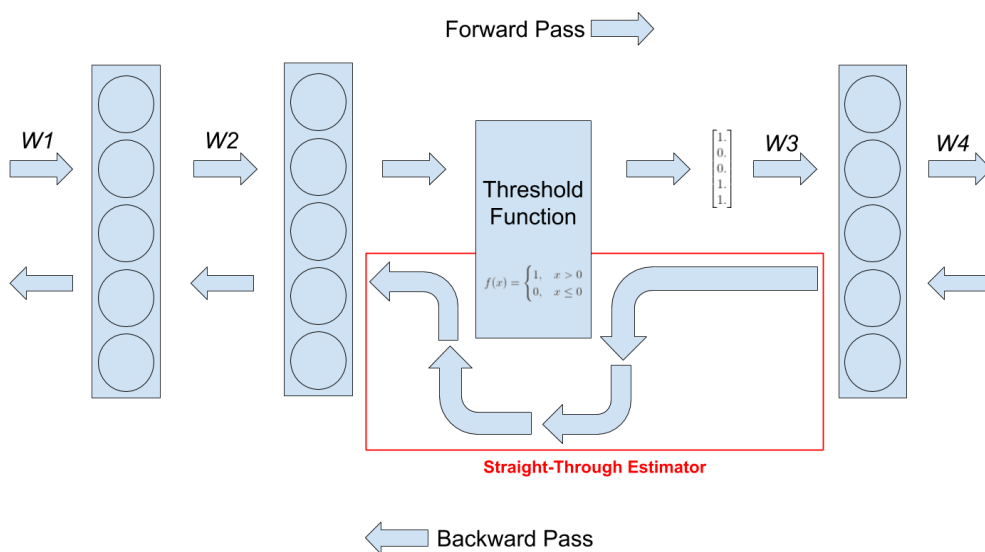 Forward Pass
W1
W2
W3
W4
Threshold
Function
f(x) = {1, x > 0
0, x ≤ 0
[1.
0.
0.
1.
1.]
Straight-Through Estimator
Backward Pass